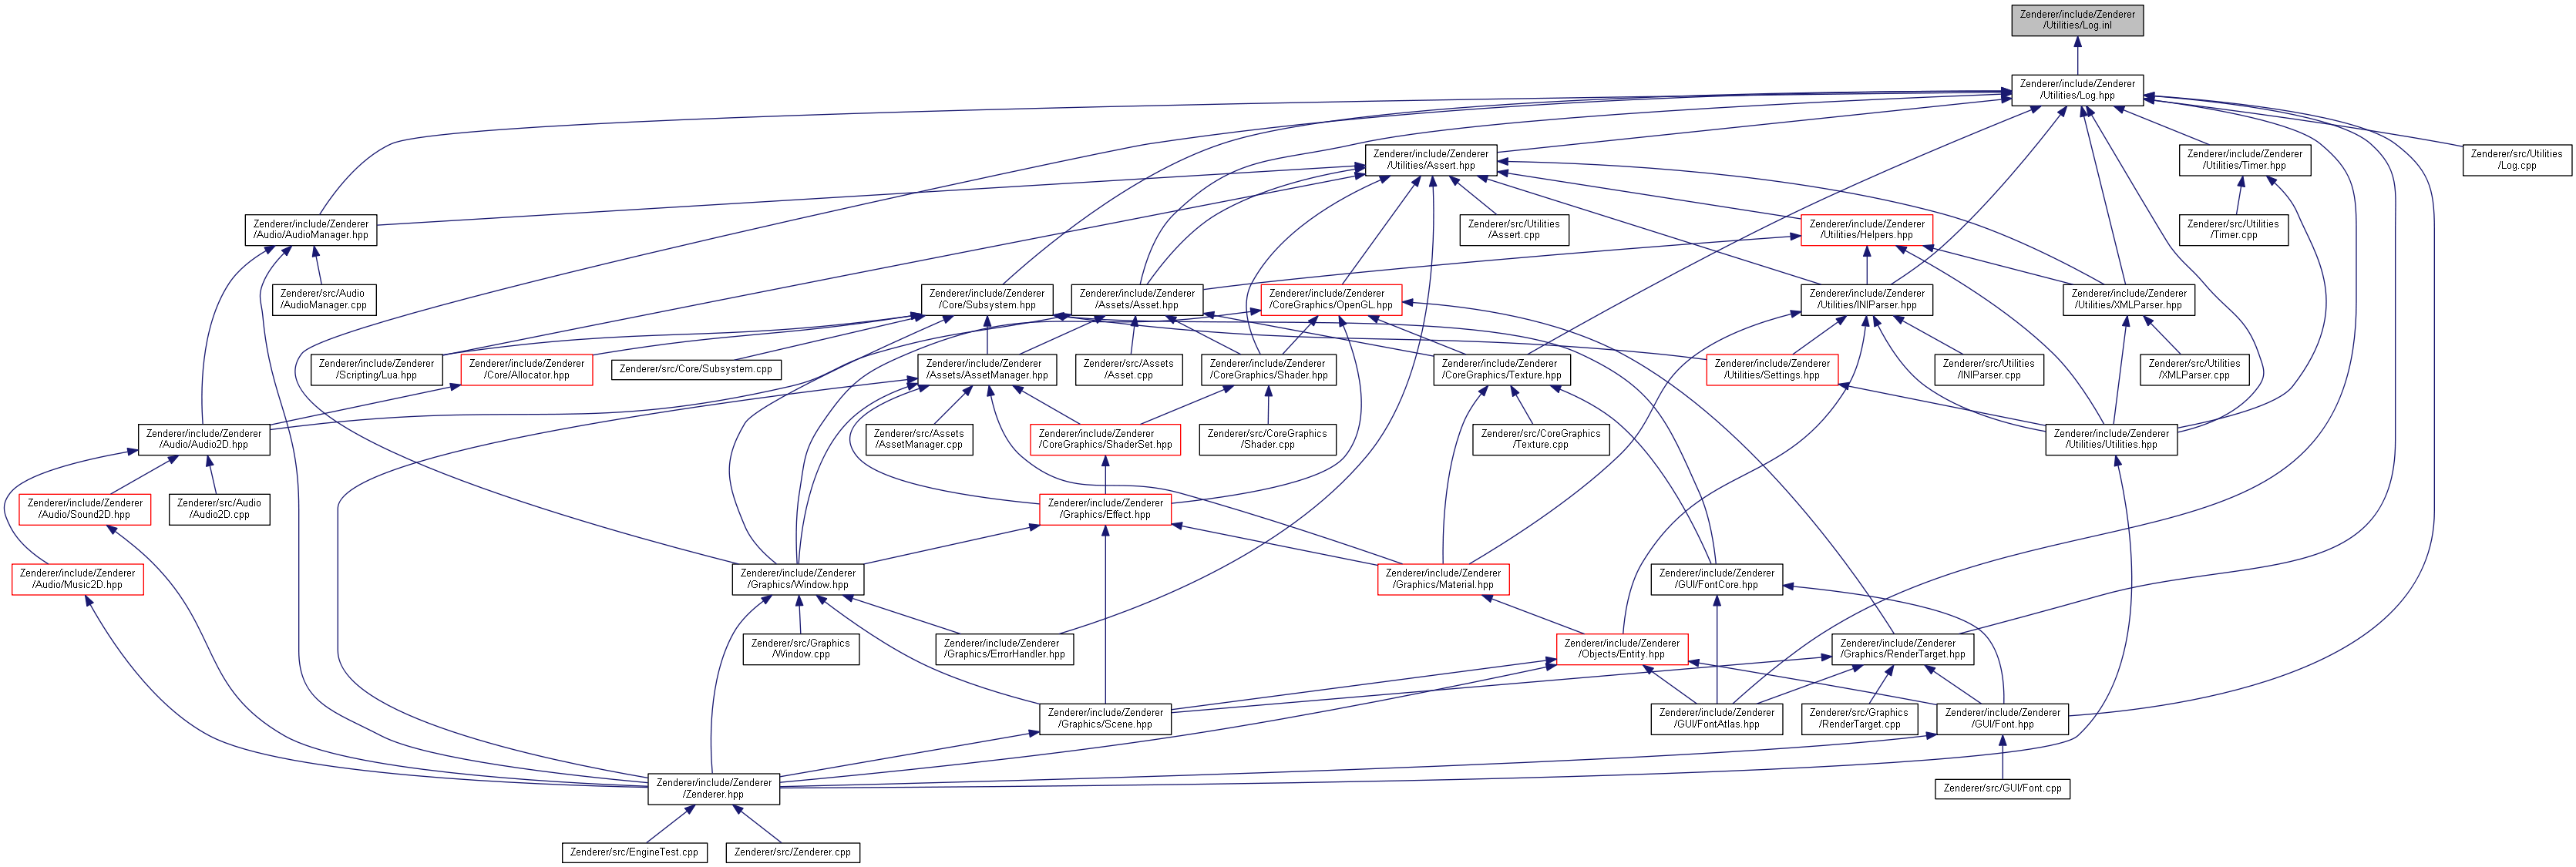 Zenderer/include/Zenderer
/Utilities/Log.inl
Zenderer/include/Zenderer
/Utilities/Log.hpp
Zenderer/include/Zenderer
/Utilities/Assert.hpp
Zenderer/include/Zenderer
/Utilities/Timer.hpp
Zenderer/src/Utilities
/Log.cpp
Zenderer/include/Zenderer
/Audio/AudioManager.hpp
Zenderer/src/Utilities
/Assert.cpp
Zenderer/include/Zenderer
/Utilities/Helpers.hpp
Zenderer/src/Utilities
/Timer.cpp
Zenderer/src/Audio
/AudioManager.cpp
Zenderer/include/Zenderer
/Core/Subsystem.hpp
Zenderer/include/Zenderer
/Assets/Asset.hpp
Zenderer/include/Zenderer
/CoreGraphics/OpenGL.hpp
Zenderer/include/Zenderer
/Utilities/INIParser.hpp
Zenderer/include/Zenderer
/Utilities/XMLParser.hpp
Zenderer/include/Zenderer
/Scripting/Lua.hpp
Zenderer/include/Zenderer
/Core/Allocator.hpp
Zenderer/src/Core/Subsystem.cpp
Zenderer/include/Zenderer
/Assets/AssetManager.hpp
Zenderer/src/Assets
/Asset.cpp
Zenderer/include/Zenderer
/CoreGraphics/Shader.hpp
Zenderer/include/Zenderer
/CoreGraphics/Texture.hpp
Zenderer/include/Zenderer
/Utilities/Settings.hpp
Zenderer/src/Utilities
/INIParser.cpp
Zenderer/src/Utilities
/XMLParser.cpp
Zenderer/include/Zenderer
/Audio/Audio2D.hpp
Zenderer/src/Assets
/AssetManager.cpp
Zenderer/include/Zenderer
/CoreGraphics/ShaderSet.hpp
Zenderer/src/CoreGraphics
/Shader.cpp
Zenderer/src/CoreGraphics
/Texture.cpp
Zenderer/include/Zenderer
/Utilities/Utilities.hpp
Zenderer/include/Zenderer
/Audio/Sound2D.hpp
Zenderer/src/Audio
/Audio2D.cpp
Zenderer/include/Zenderer
/Graphics/Effect.hpp
Zenderer/include/Zenderer
/Audio/Music2D.hpp
Zenderer/include/Zenderer
/Graphics/Window.hpp
Zenderer/include/Zenderer
/Graphics/Material.hpp
Zenderer/include/Zenderer
/GUI/FontCore.hpp
Zenderer/src/Graphics
/Window.cpp
Zenderer/include/Zenderer
/Graphics/ErrorHandler.hpp
Zenderer/include/Zenderer
/Objects/Entity.hpp
Zenderer/include/Zenderer
/Graphics/RenderTarget.hpp
Zenderer/include/Zenderer
/Graphics/Scene.hpp
Zenderer/include/Zenderer
/GUI/FontAtlas.hpp
Zenderer/src/Graphics
/RenderTarget.cpp
Zenderer/include/Zenderer
/GUI/Font.hpp
Zenderer/include/Zenderer
/Zenderer.hpp
Zenderer/src/GUI/Font.cpp
Zenderer/src/EngineTest.cpp
Zenderer/src/Zenderer.cpp